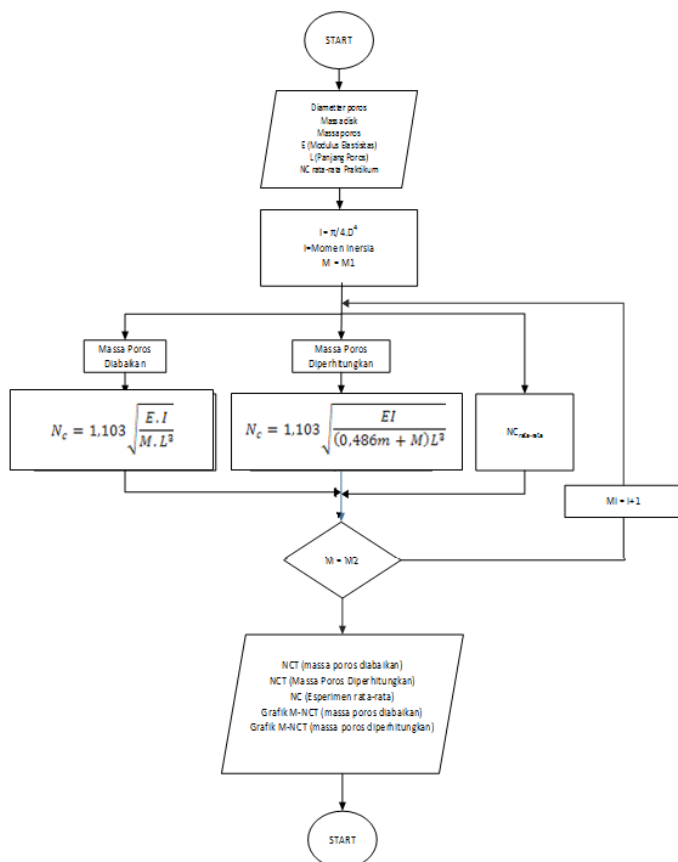 START
Diametter poros
Massa disk
Massa poros
E (Modulus Elastisitas)
L (Panjang Poros)
NC rata-rata Praktikum
I = π/4.D⁴
I=Momen Inersia
M = M1
Massa Poros
Diabaikan
Massa Poros
Diperhitungkan
N_c = 1,103 √(E.I / M.L³)
N_c = 1,103 √(EI / (0,486m + M)L³)
NC rata-rata
MI = I+1
M = M2
NCT (massa poros diabaikan)
NCT (Massa Poros Diperhitungkan)
NC (Esperimen rata-rata)
Grafik M-NCT (massa poros diabaikan)
Grafik M-NCT (massa poros diperhitungkan)
START